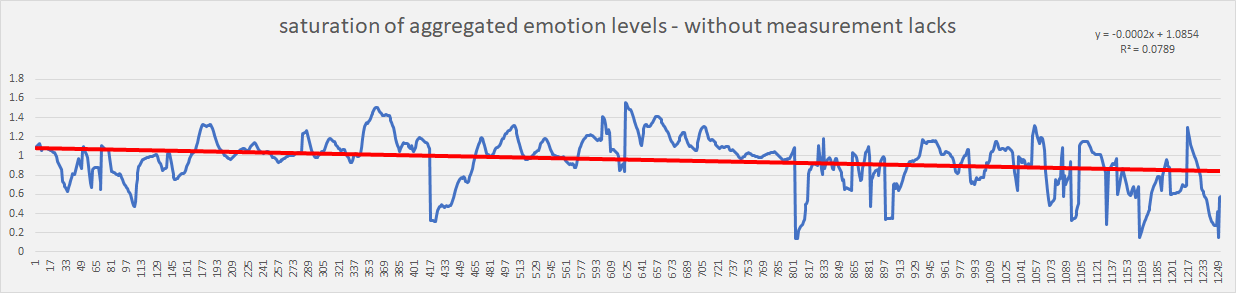 saturation of aggregated emotion levels - without measurement lacks
y = -0.0002x + 1.0854
R² = 0.0789
1.8
1.6
1.4
1.2
1
0.8
0.6
0.4
0.2
0
1 17 33 49 65 81 97 113 129 145 161 177 193 209 225 241 257 273 289 305 321 337 353 369 385 401 417 433 449 465 481 497 513 529 545 561 577 593 609 625 641 657 673 689 705 721 737 753 769 785 801 817 833 849 865 881 897 913 929 945 961 977 993 1009 1025 1041 1057 1073 1089 1105 1121 1137 1153 1169 1185 1201 1217 1233 1249